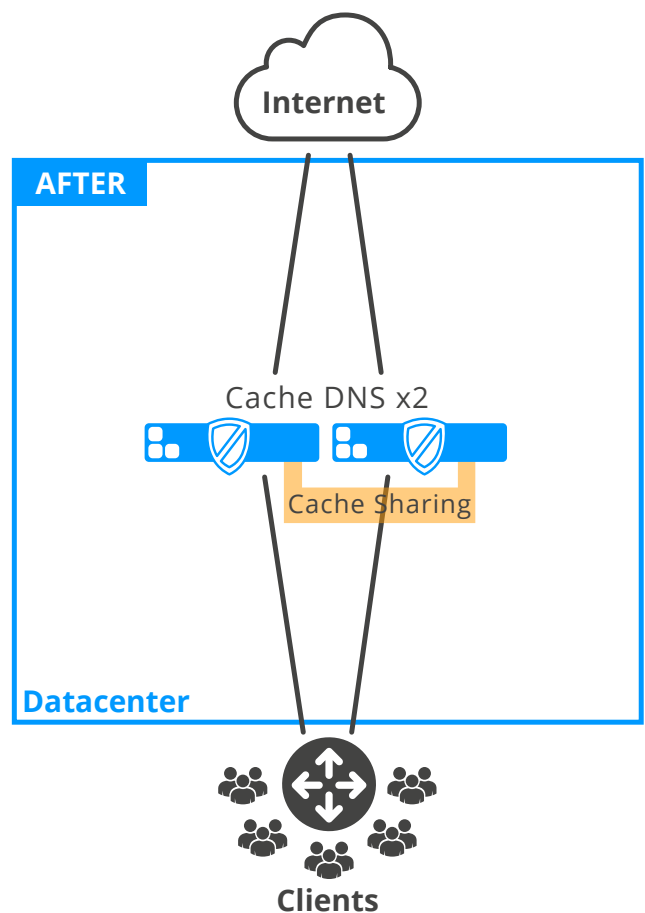 Internet
AFTER
Cache DNS x2
Cache Sharing
Datacenter
Clients